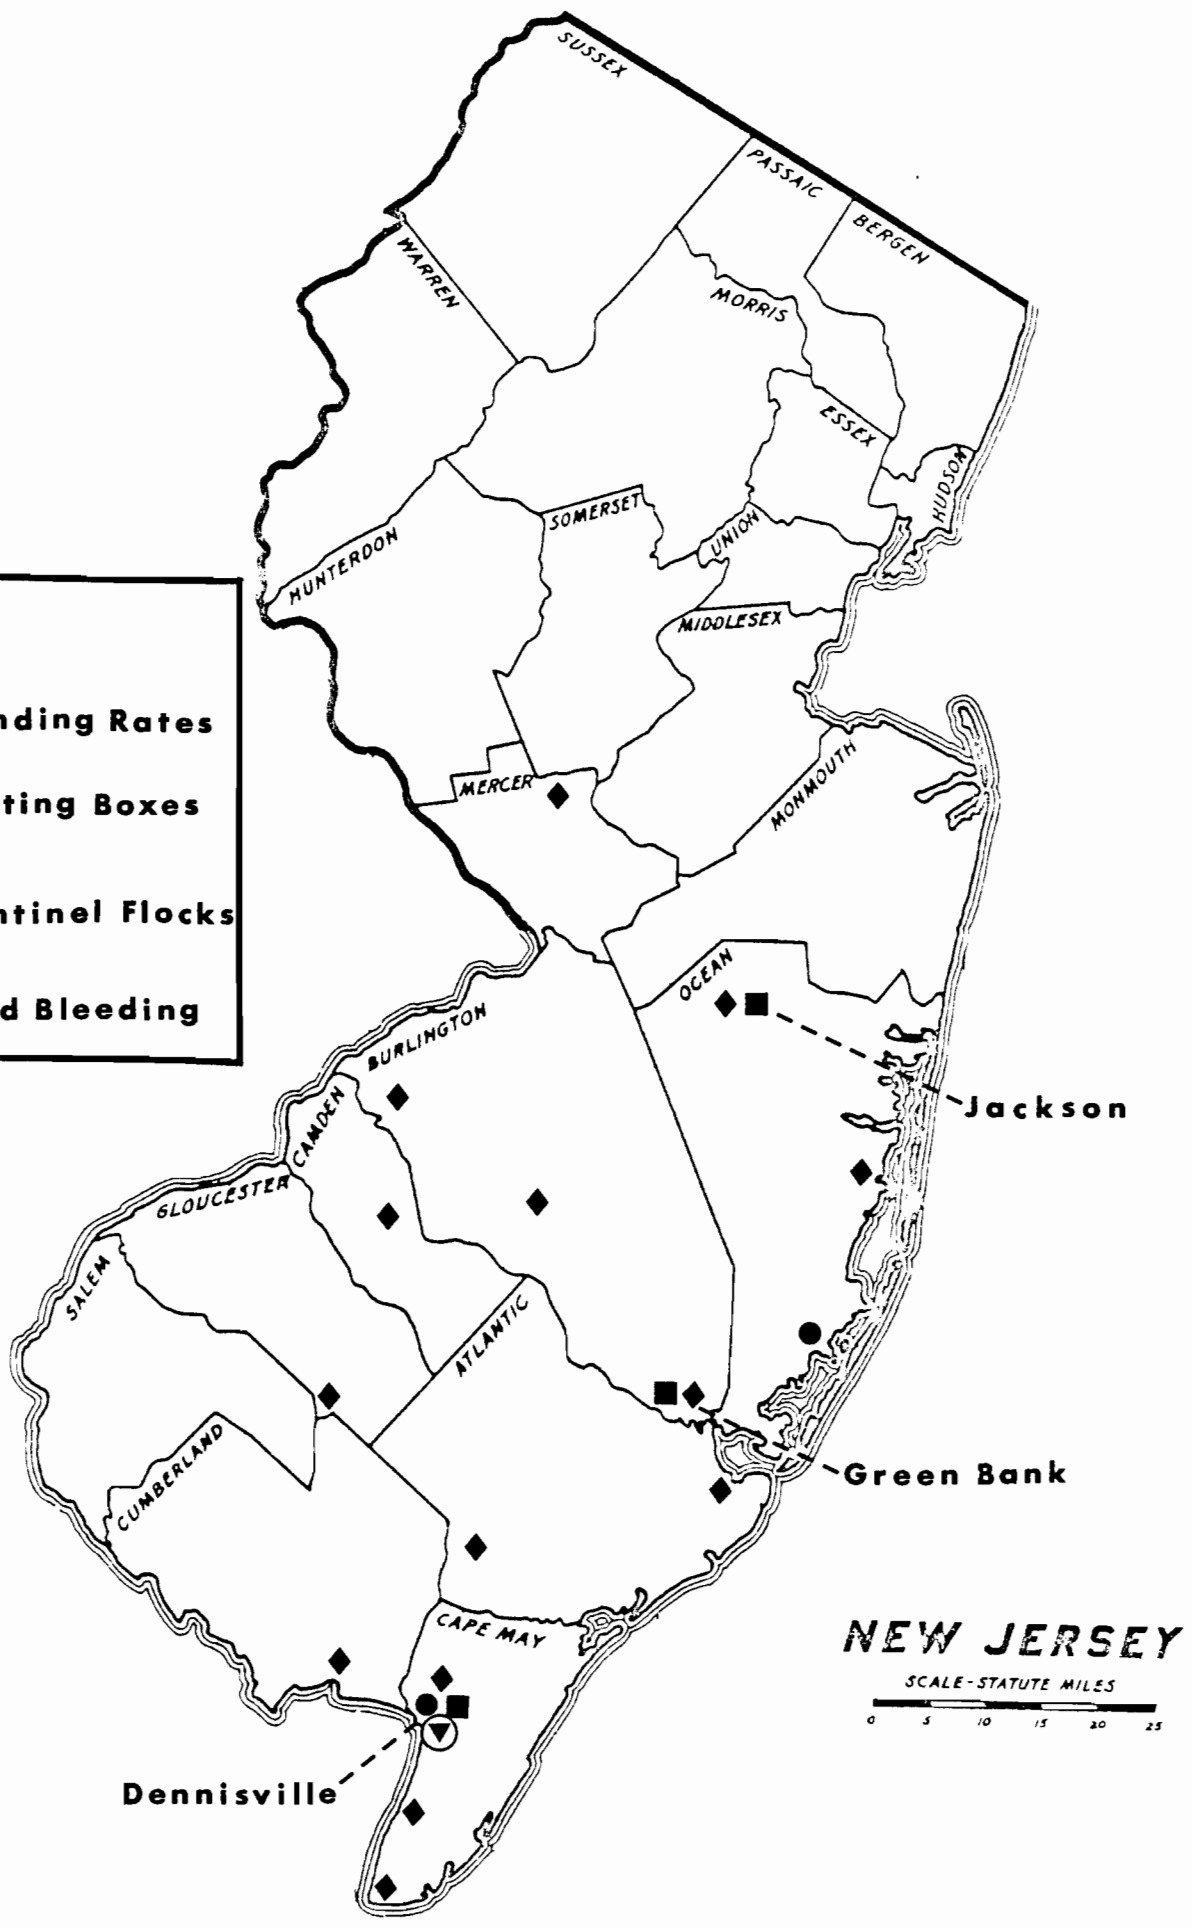 SUSSEX
PASSAIC
BERGEN
WARREN
MORRIS
ESSEX
HUDSON
SOMERSET
UNION
HUNTERDON
MIDDLESEX
nding Rates
ting Boxes
ntinel Flocks
d Bleeding
MERCER
MONMOUTH
OCEAN
BURLINGTON
Jackson
CAMDEN
GLOUCESTER
SALEM
ATLANTIC
CUMBERLAND
Green Bank
CAPE MAY
Dennisville
NEW JERSEY
SCALE-STATUTE MILES
0 5 10 15 20 25